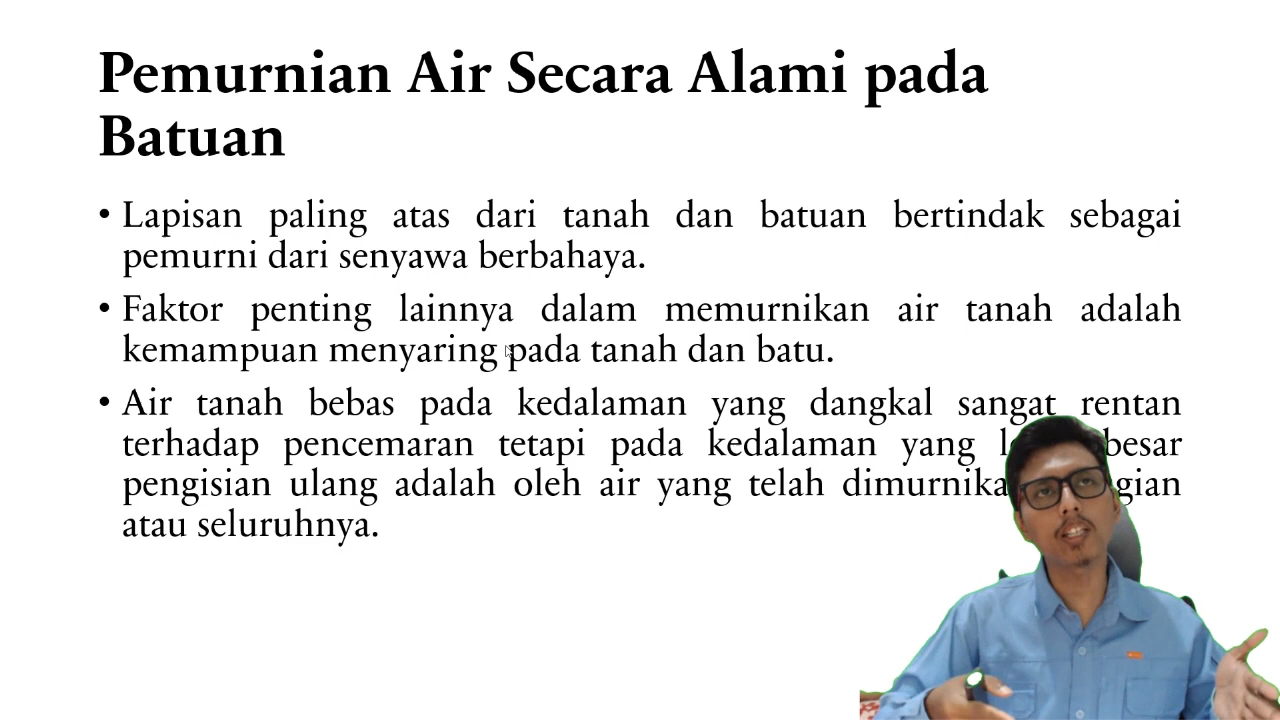 Pemurnian Air Secara Alami pada
Batuan
• Lapisan paling atas dari tanah dan batuan bertindak sebagai
pemurni dari senyawa berbahaya.
• Faktor penting lainnya dalam memurnikan air tanah adalah
kemampuan menyaring pada tanah dan batu.
• Air tanah bebas pada kedalaman yang dangkal sangat rentan
terhadap pencemaran tetapi pada kedalaman yang besar
pengisian ulang adalah oleh air yang telah
atau seluruhnya.